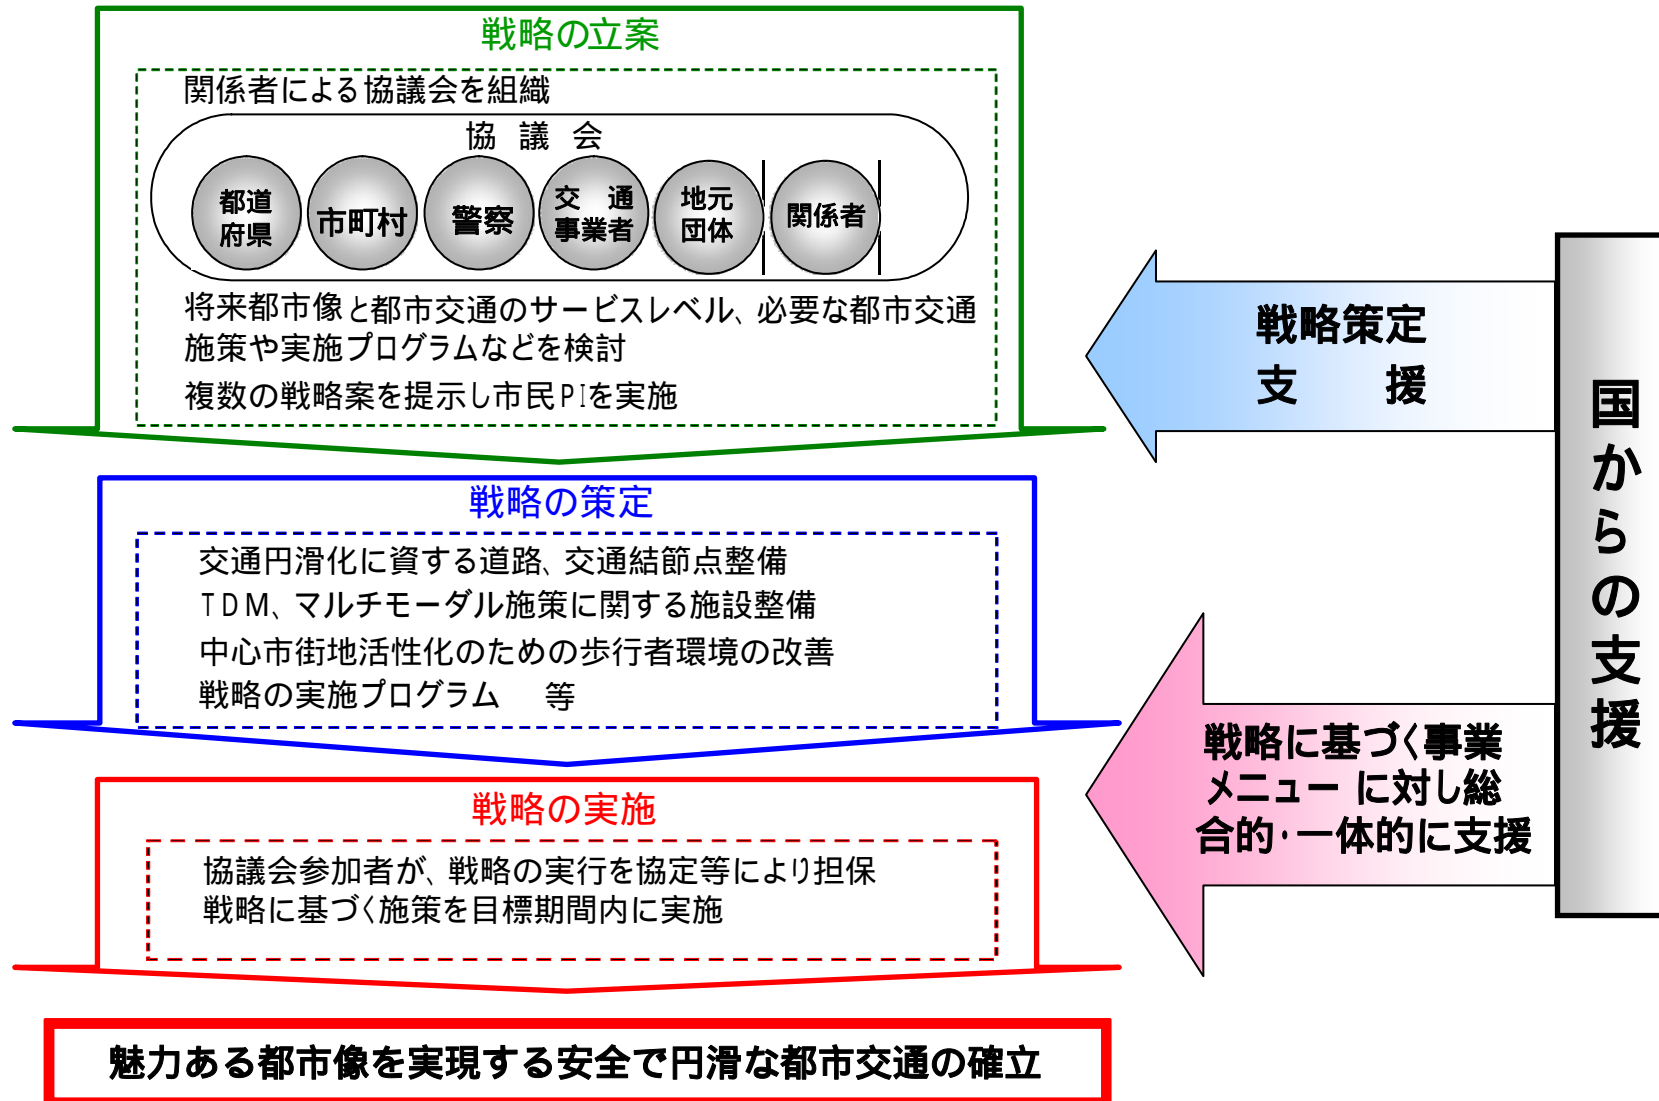 戦略の立案
関係者による協議会を組織
協 議 会
都道
府県
市町村
警察
交 通
事業者
地元
団体
関係者
将来都市像と都市交通のサービスレベル、必要な都市交通
施策や実施プログラムなどを検討
複数の戦略案を提示し市民PIを実施
戦略の策定
交通円滑化に資する道路、交通結節点整備
TDM、マルチモーダル施策に関する施設整備
中心市街地活性化のための歩行者環境の改善
戦略の実施プログラム 等
戦略の実施
協議会参加者が、戦略の実行を協定等により担保
戦略に基づく施策を目標期間内に実施
魅力ある都市像を実現する安全で円滑な都市交通の確立
戦略策定
支 援
戦略に基づく事業
メニュー に対し総
合的・一体的に支援
国からの支援